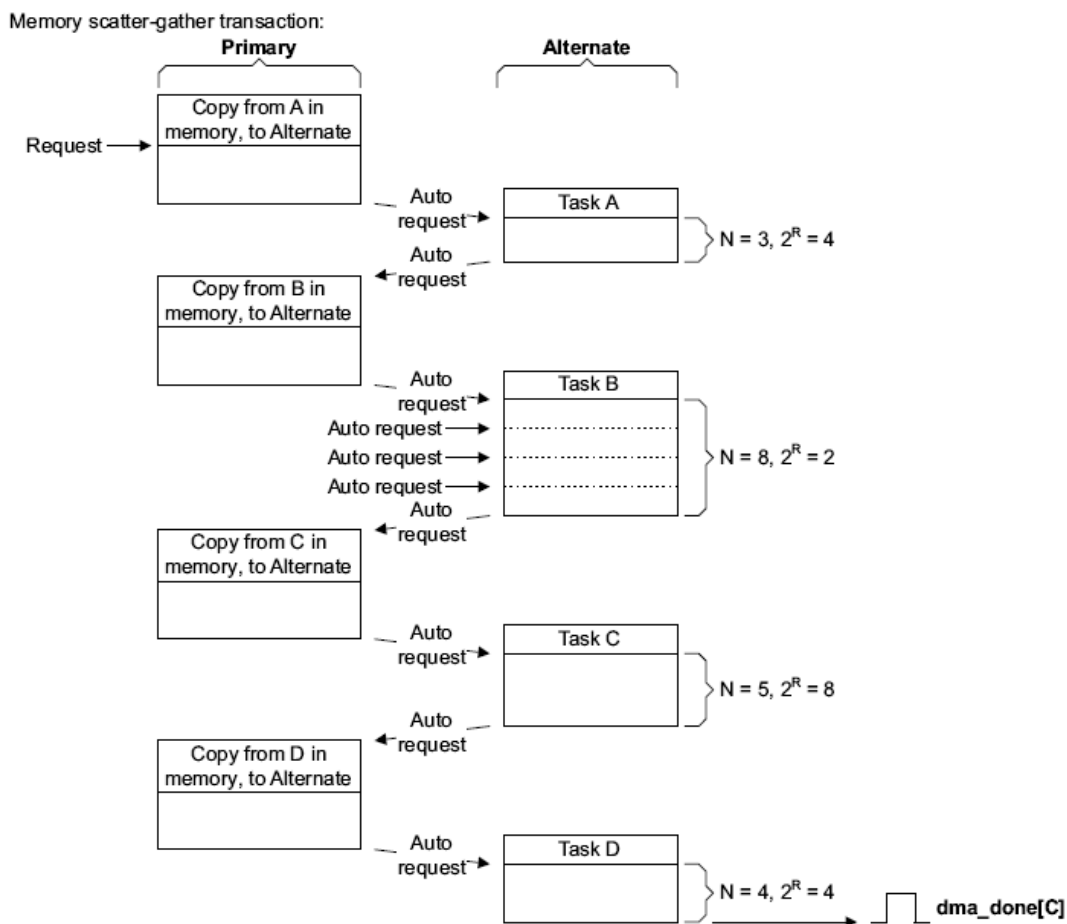 Memory scatter-gather transaction:
Primary
Alternate
Copy from A in
memory, to Alternate
Request
Auto
request
Task A
N = 3, 2^R = 4
Auto
request
Copy from B in
memory, to Alternate
Auto
request
Task B
Auto request
Auto request
Auto request
N = 8, 2^R = 2
Auto
request
Copy from C in
memory, to Alternate
Auto
request
Task C
N = 5, 2^R = 8
Auto
request
Copy from D in
memory, to Alternate
Auto
request
Task D
N = 4, 2^R = 4
dma_done[C]